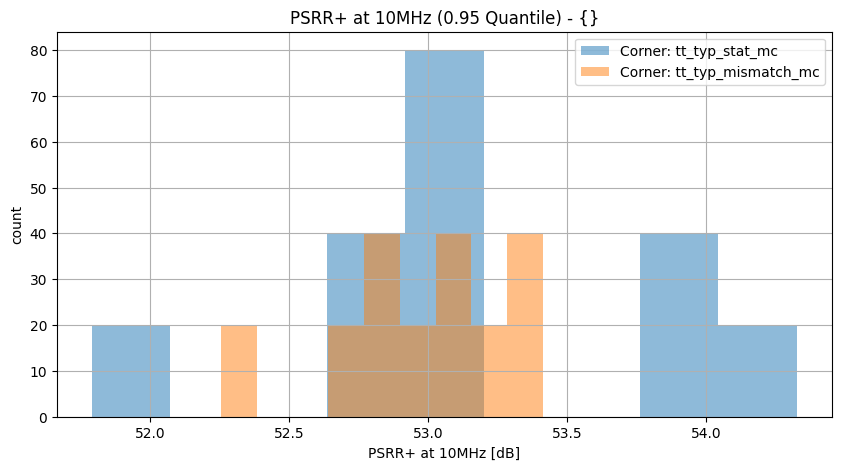 PSRR+ at 10MHz (0.95 Quantile) - {}
Corner: tt_typ_stat_mc
Corner: tt_typ_mismatch_mc
80
70
60
50
40
30
20
10
0
count
52.0 52.5 53.0 53.5 54.0
PSRR+ at 10MHz [dB]